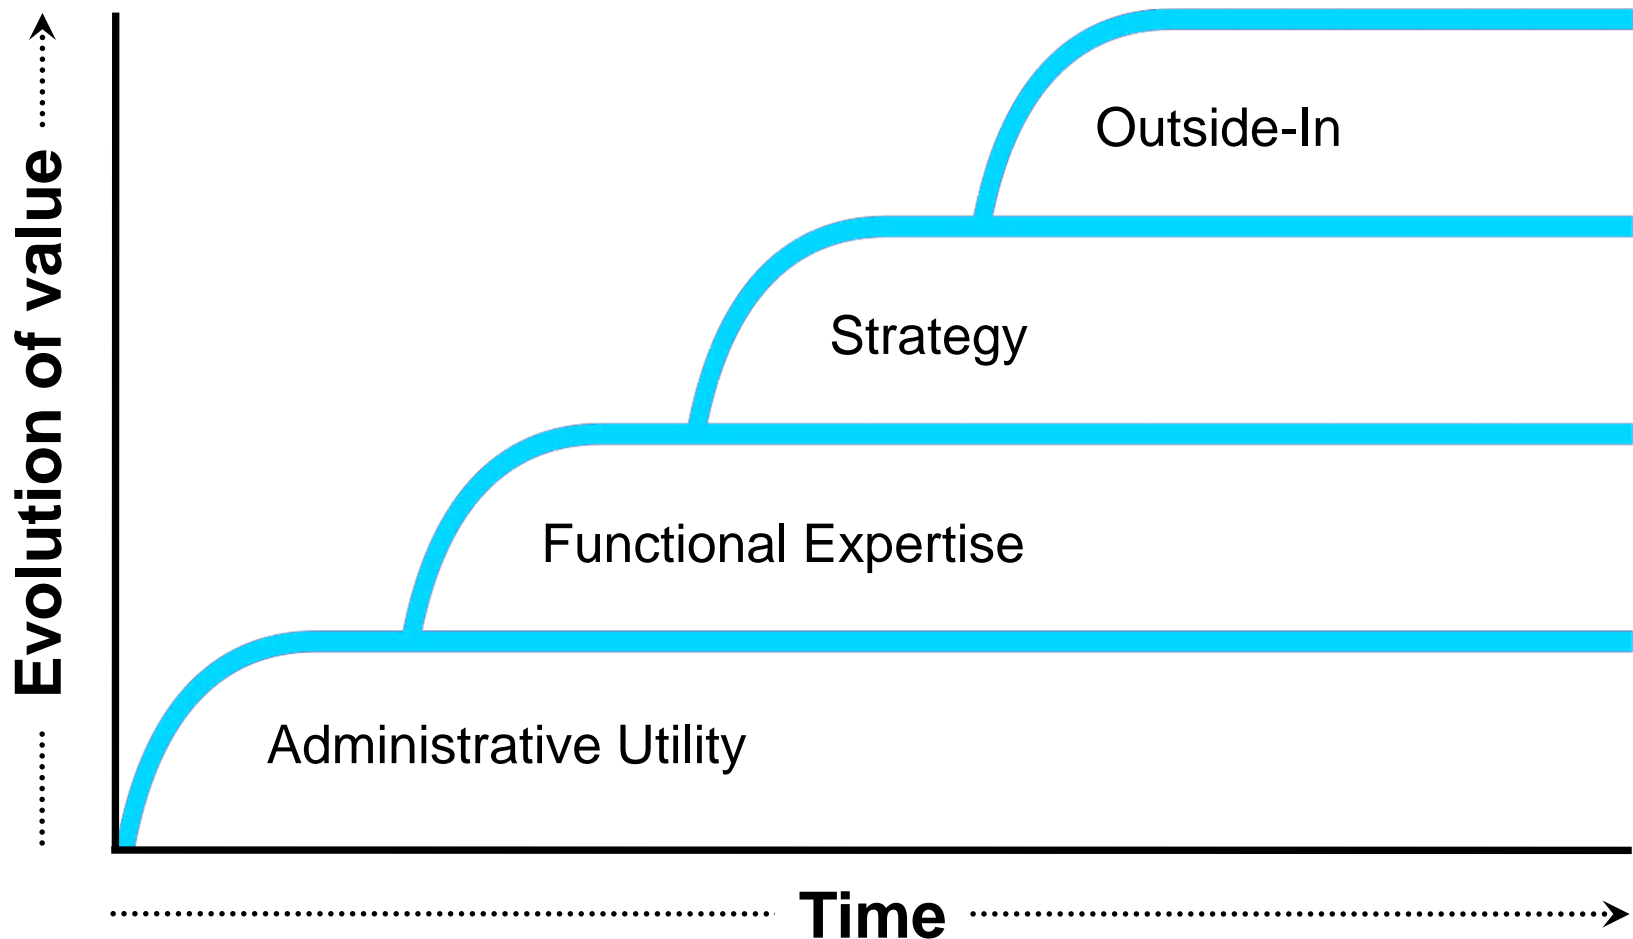 Outside-In
Strategy
Functional Expertise
Administrative Utility
Evolution of value
Time